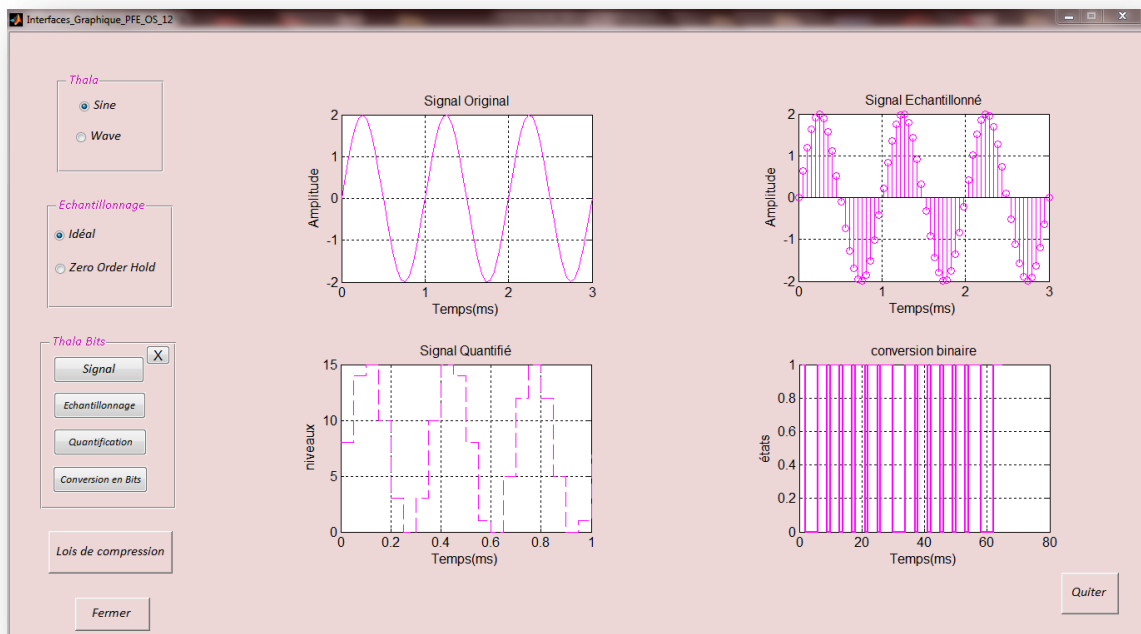 Interfaces_Graphique_PFE_OS_12
Thala
Sine
Wave
Echantillonnage
Idéal
Zero Order Hold
Thala Bits
X
Signal
Echantillonnage
Quantification
Conversion en Bits
Lois de compression
Fermer
Signal Original
Amplitude
2
1
0
-1
-2
0 1 2 3
Temps(ms)
Signal Echantillonné
Amplitude
2
1
0
-1
-2
0 1 2 3
Temps(ms)
Signal Quantifié
niveaux
15
10
5
0
0 0.2 0.4 0.6 0.8 1
Temps(ms)
conversion binaire
états
1
0.8
0.6
0.4
0.2
0
0 20 40 60 80
Temps(ms)
Quiter